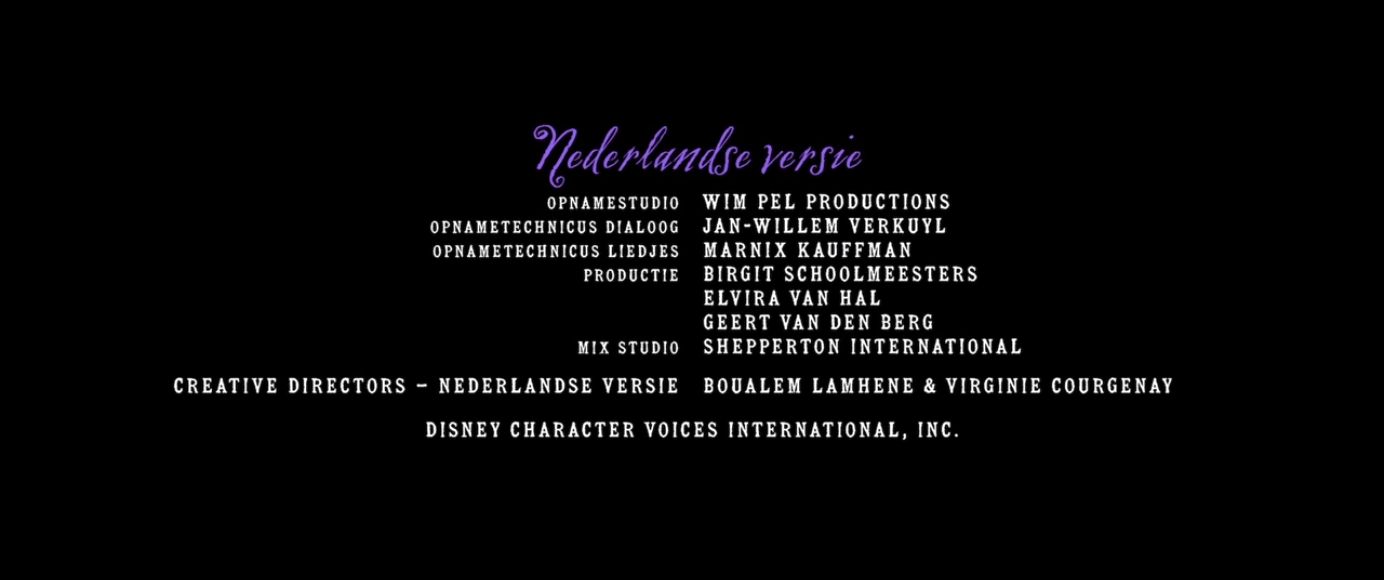 Nederlandse versie
OPNAMESTUDIO WIM PEL PRODUCTIONS
OPNAMETECHNICUS DIALOOG JAN-WILLEM VERKUYL
OPNAMETECHNICUS LIEDJES MARNIX KAUFFMAN
PRODUCTIE BIRGIT SCHOOLMEESTERS
ELVIRA VAN HAL
GEERT VAN DEN BERG
MIX STUDIO SHEPPERTON INTERNATIONAL
CREATIVE DIRECTORS – NEDERLANDSE VERSIE BOUALEM LAMHENE & VIRGINIE COURGENAY
DISNEY CHARACTER VOICES INTERNATIONAL, INC.